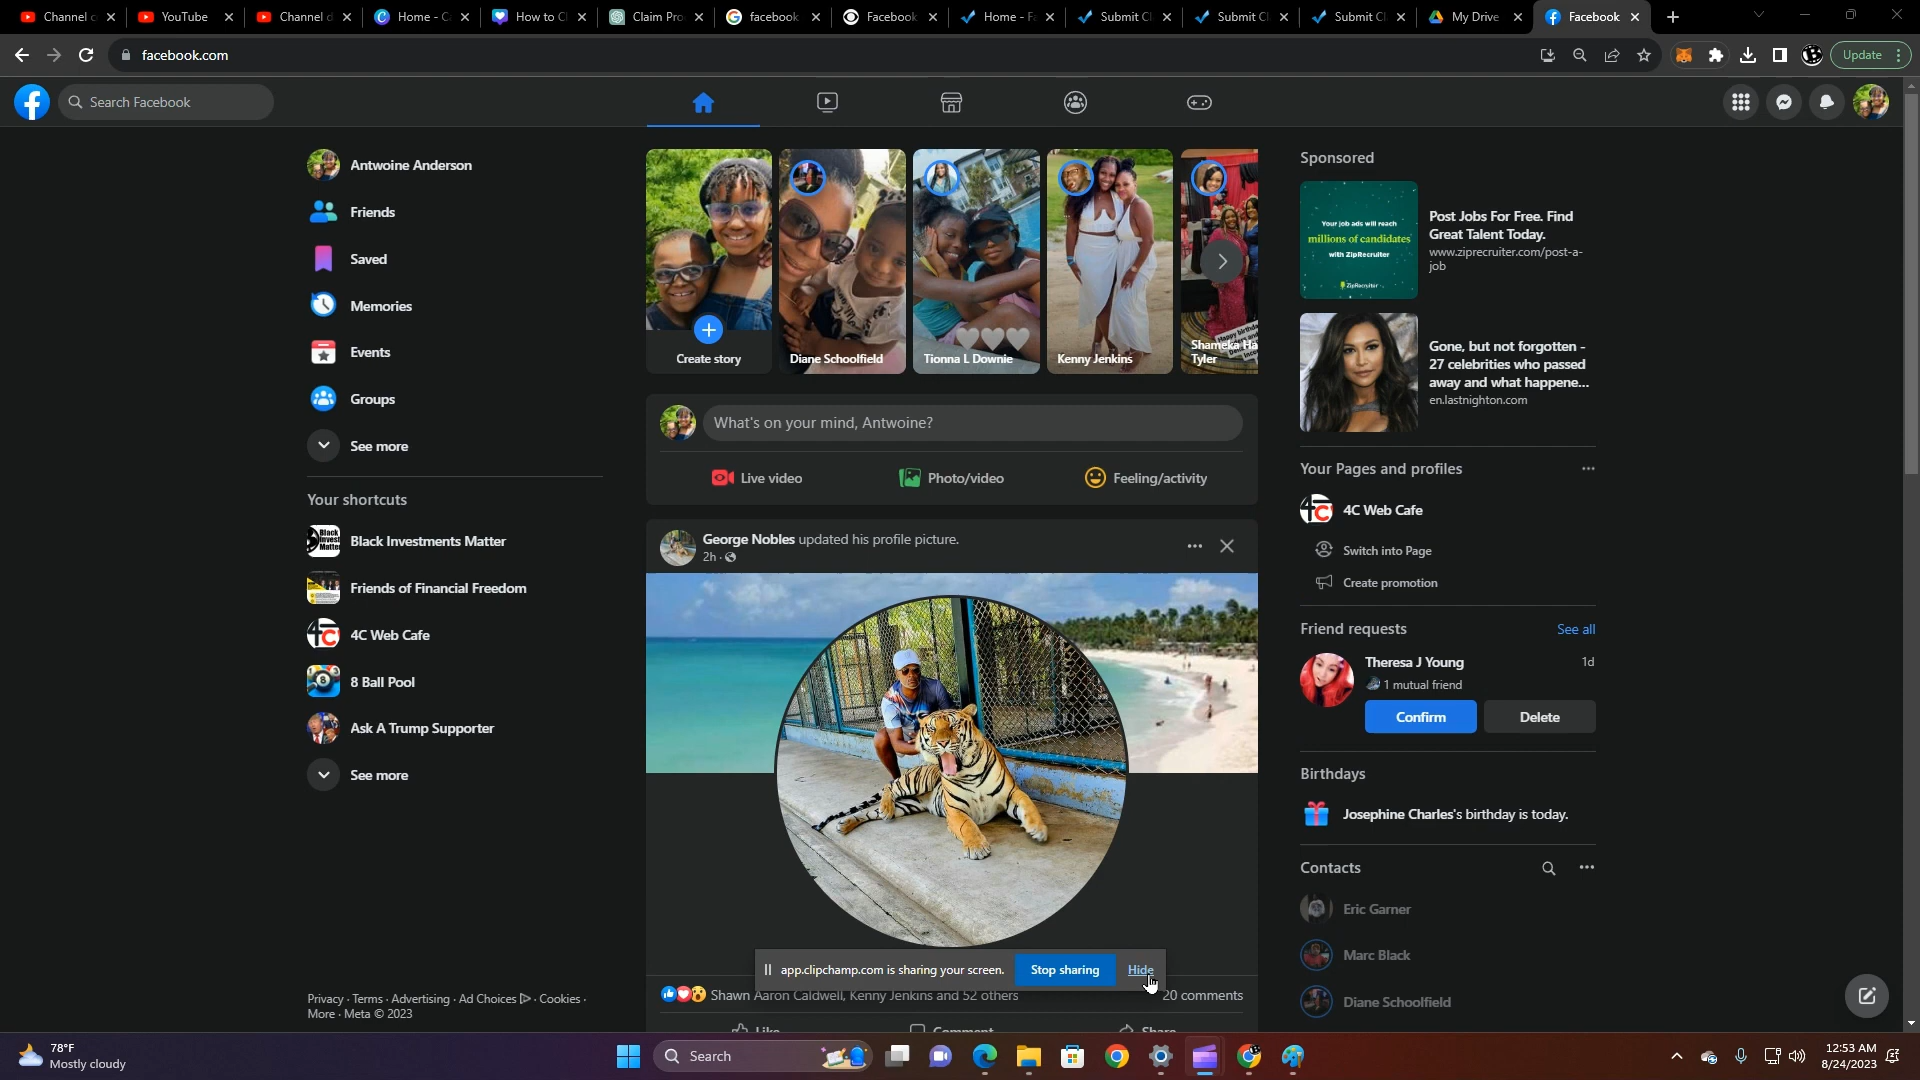 Channel c
YouTube
Channel d
Home - Ca
How to Cl
Claim Pro
facebook
Facebook
Home - Fa
Submit Cl
Submit Cl
Submit Cl
My Drive
Facebook
facebook.com
Update
Search Facebook
Antwoine Anderson
Friends
Saved
Memories
Events
Groups
See more
Your shortcuts
Black Investments Matter
Friends of Financial Freedom
4C Web Cafe
8 Ball Pool
Ask A Trump Supporter
See more
Privacy · Terms · Advertising · Ad Choices · Cookies ·
More · Meta © 2023
Create story
Diane Schoolfield
Tionna L Downie
Kenny Jenkins
Shameka Ha
Tyler
What's on your mind, Antwoine?
Live video
Photo/video
Feeling/activity
George Nobles updated his profile picture.
2h ·
app.clipchamp.com is sharing your screen.
Stop sharing
Hide
Shawn Aaron Caldwell, Kenny Jenkins and 52 others
20 comments
Like
Comment
Share
Sponsored
Your job ads will reach
millions of candidates
with ZipRecruiter
ZipRecruiter
Post Jobs For Free. Find
Great Talent Today.
www.ziprecruiter.com/post-a-
job
Gone, but not forgotten -
27 celebrities who passed
away and what happene...
en.lastnighton.com
Your Pages and profiles
4C Web Cafe
Switch into Page
Create promotion
Friend requests
See all
Theresa J Young
1d
1 mutual friend
Confirm
Delete
Birthdays
Josephine Charles's birthday is today.
Contacts
Eric Garner
Marc Black
Diane Schoolfield
78°F
Mostly cloudy
Search
12:53 AM
8/24/2023